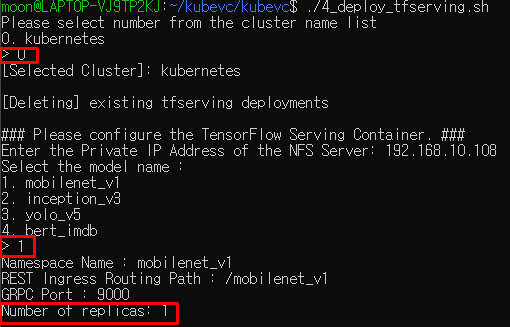 moon@LAPTOP-VJ9TP2KJ:~/kubevc/kubevc$ ./4_deploy_tfserving.sh
Please select number from the cluster name list
0. kubernetes
> 0
[Selected Cluster]: kubernetes
[Deleting] existing tfserving deployments
### Please configure the TensorFlow Serving Container. ###
Enter the Private IP Address of the NFS Server: 192.168.10.108
Select the model name :
1. mobilenet_v1
2. inception_v3
3. yolo_v5
4. bert_imdb
> 1
Namespace Name : mobilenet_v1
REST Ingress Routing Path : /mobilenet_v1
GRPC Port : 9000
Number of replicas: 1